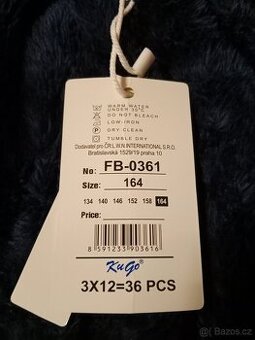 WARM WATER
UNDER 30℃
DO NOT BLEACH
LOW-IRON
DRY CLEAN
TUMBLE DRY
Dodavatel pro ČR:L.W.N INTERNATIONAL S.R.O.
Bratislavská 1529/19 praha 10
No: FB-0361
Size: 164
134 140 146 152 158 164
Price:
8 591233 903616
KuGo
3X12=36 PCS
Bazoš.cz